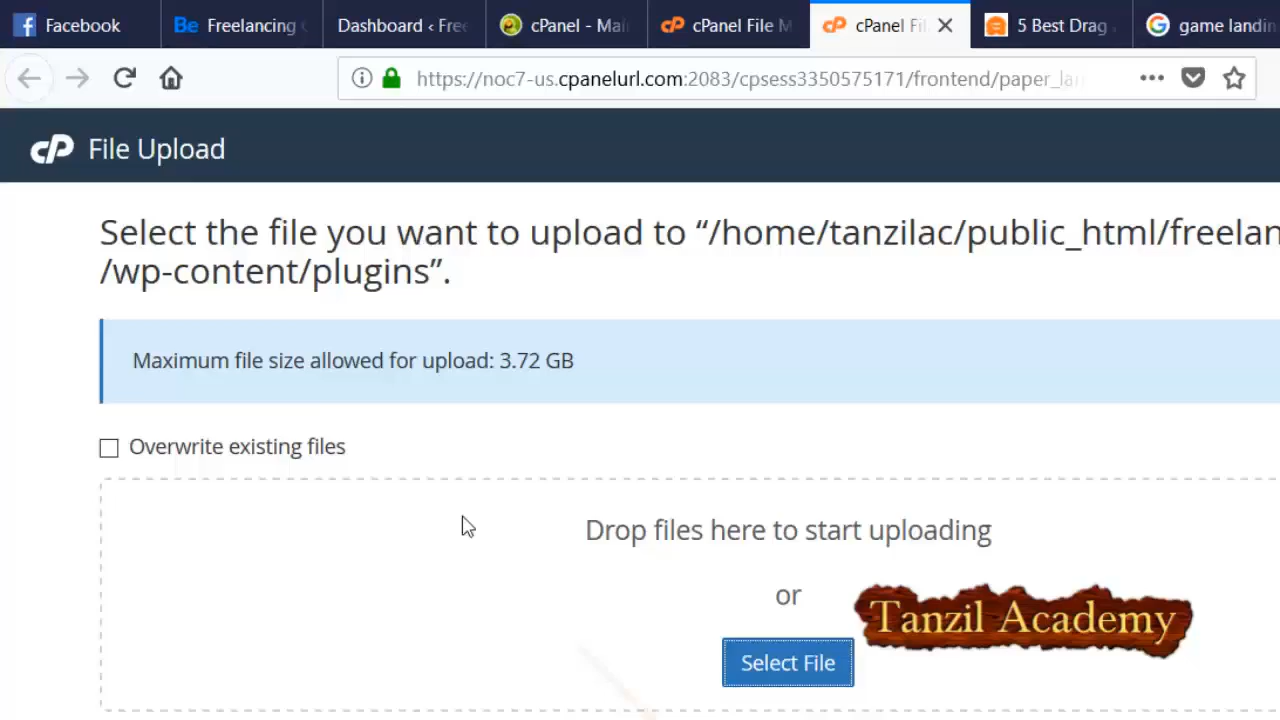 Facebook
Be Freelancing
Dashboard ‹ Fre
cPanel - Mai
cPanel File M
cPanel Fil
5 Best Drag
game landin
https://noc7-us.cpanelurl.com:2083/cpsess3350575171/frontend/paper_la
cP File Upload
Select the file you want to upload to “/home/tanzilac/public_html/freelan
/wp-content/plugins”.
Maximum file size allowed for upload: 3.72 GB
Overwrite existing files
Drop files here to start uploading
or
Tanzil Academy
Select File